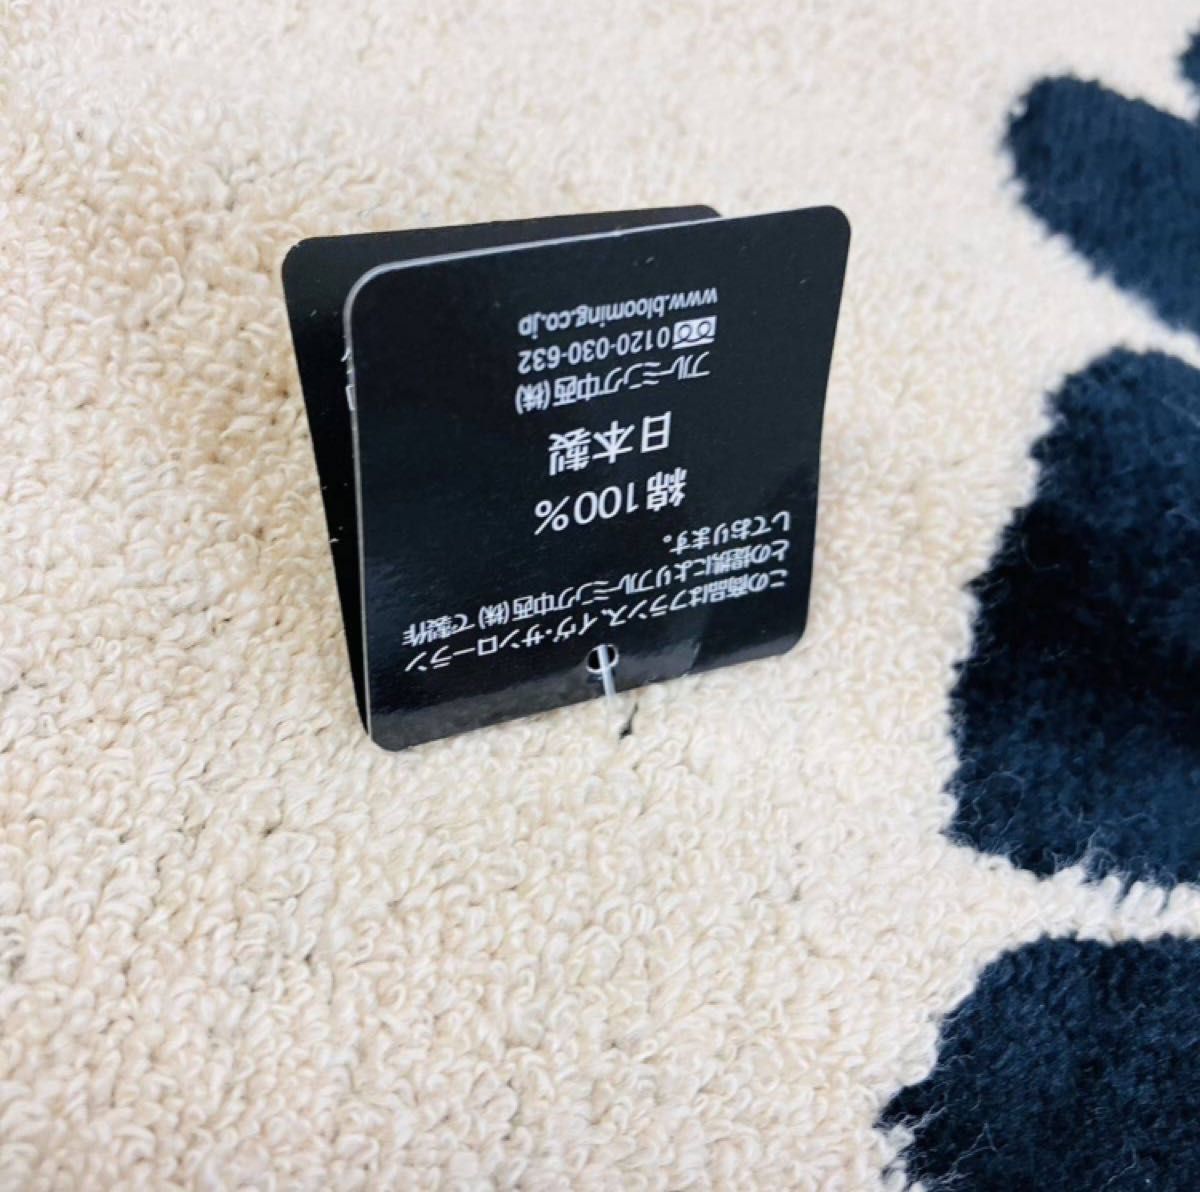 この商品はフランス、イヴ・サンローラン
との提携によりブルーミング中西(株)で製作
しております。
綿100%
日本製
ブルーミング中西(株)
0120-030-632
www.blooming.co.jp